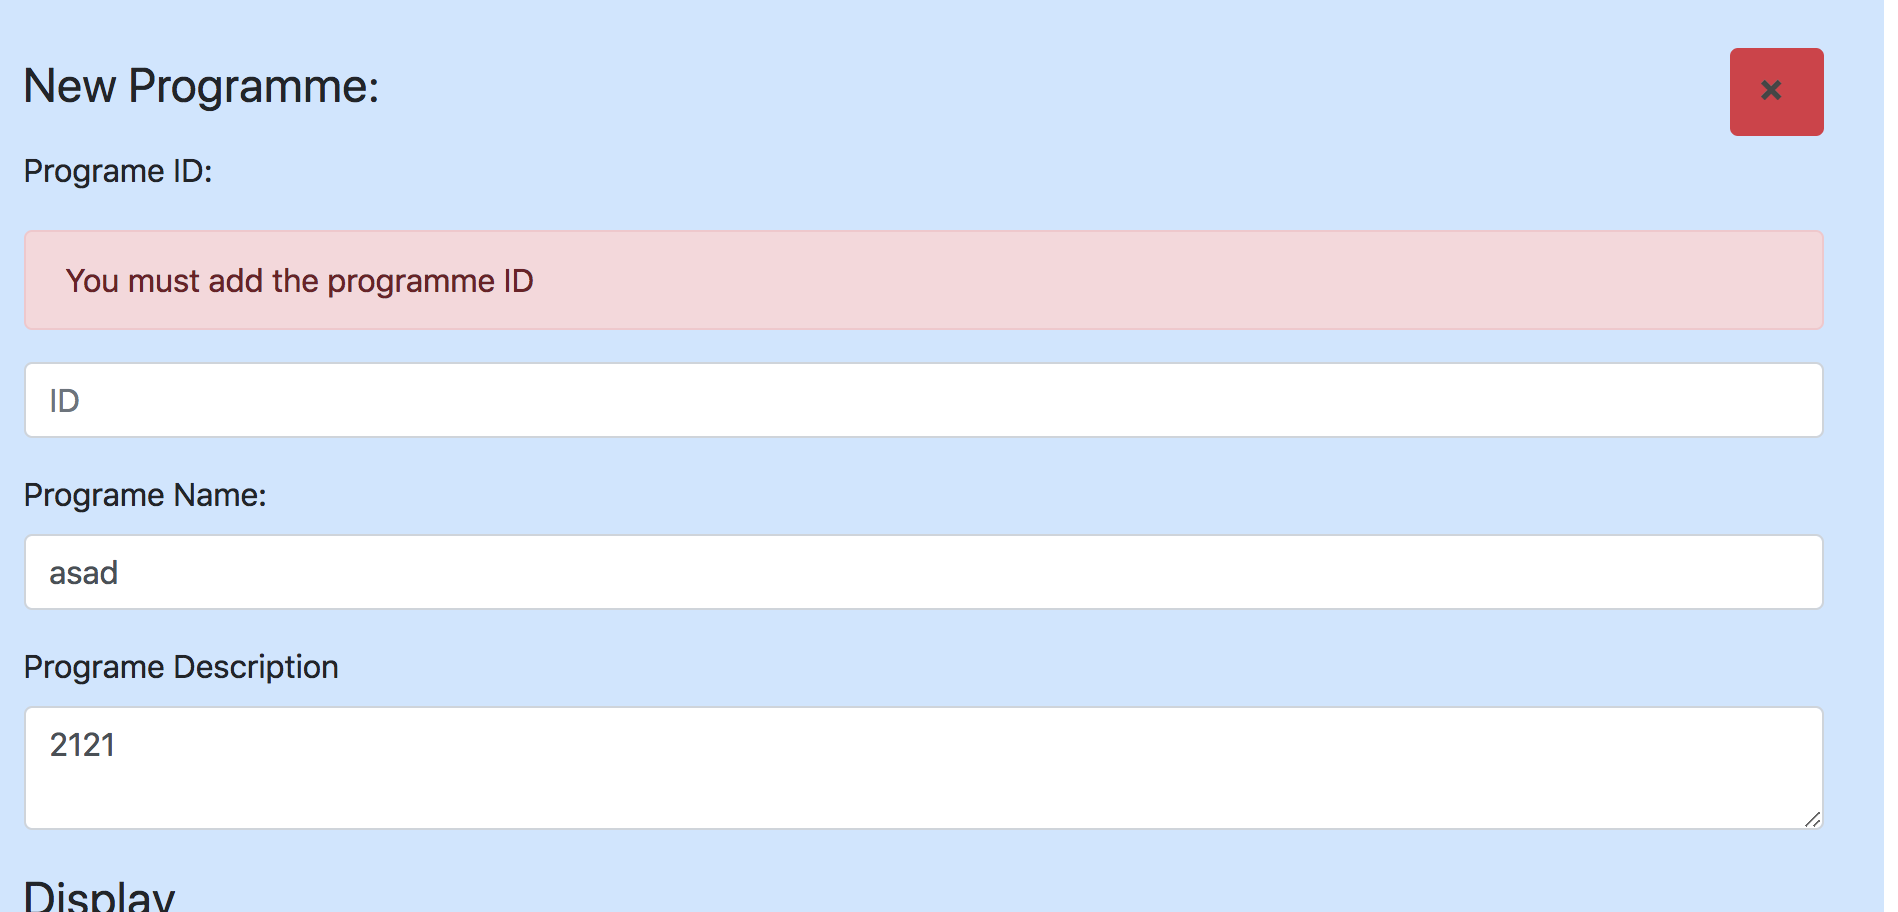 New Programme:
×
Programe ID:
You must add the programme ID
ID
Programe Name:
asad
Programe Description
2121
Display